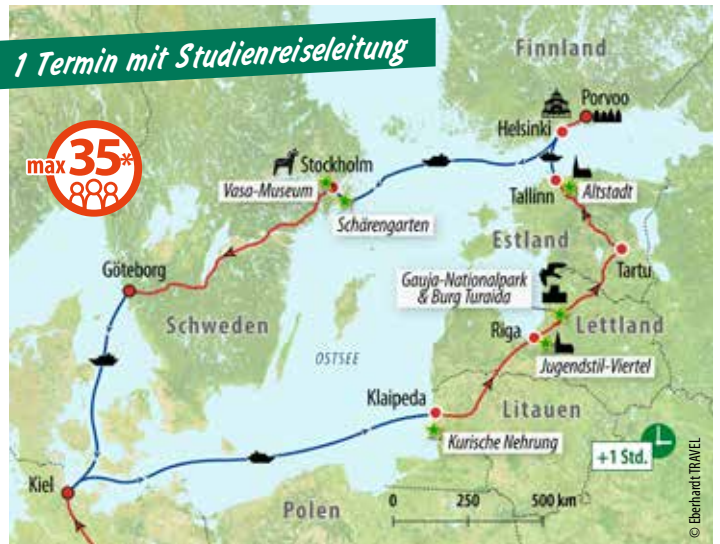 1 Termin mit Studienreiseleitung
max 35*
Finnland
Porvoo
Helsinki
Stockholm
Vasa-Museum
Schärengarten
Tallinn
Altstadt
Estland
Tartu
Göteborg
Gauja-Nationalpark
& Burg Turaida
Schweden
Riga
Lettland
OSTSEE
Jugendstil-Viertel
Klaipeda
Litauen
Kurische Nehrung
+1 Std.
Kiel
Polen
0 250 500 km
© Eberhardt TRAVEL